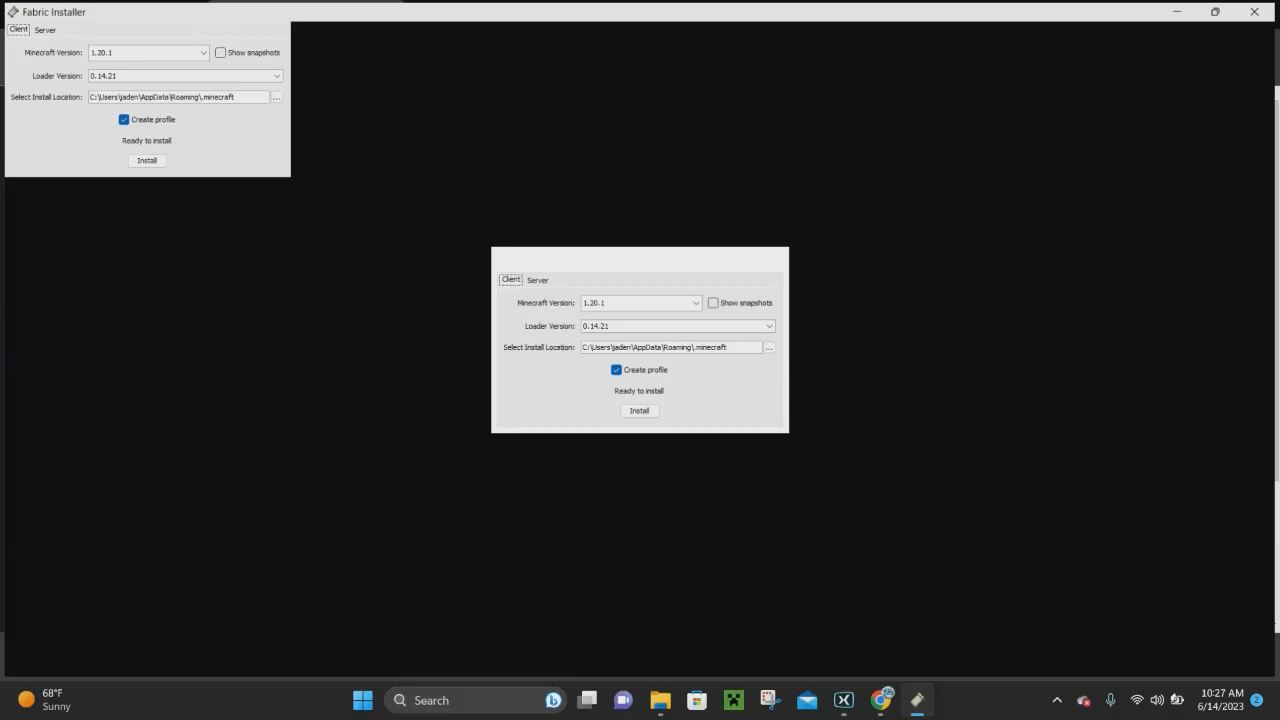 Fabric Installer
Client Server
Minecraft Version: 1.20.1 Show snapshots
Loader Version: 0.14.21
Select Install Location: C:\Users\jaden\AppData\Roaming\.minecraft ...
Create profile
Ready to install
Install
Client Server
Minecraft Version: 1.20.1 Show snapshots
Loader Version: 0.14.21
Select Install Location: C:\Users\jaden\AppData\Roaming\.minecraft ...
Create profile
Ready to install
Install
68°F
Sunny
Search
10:27 AM
6/14/2023
2